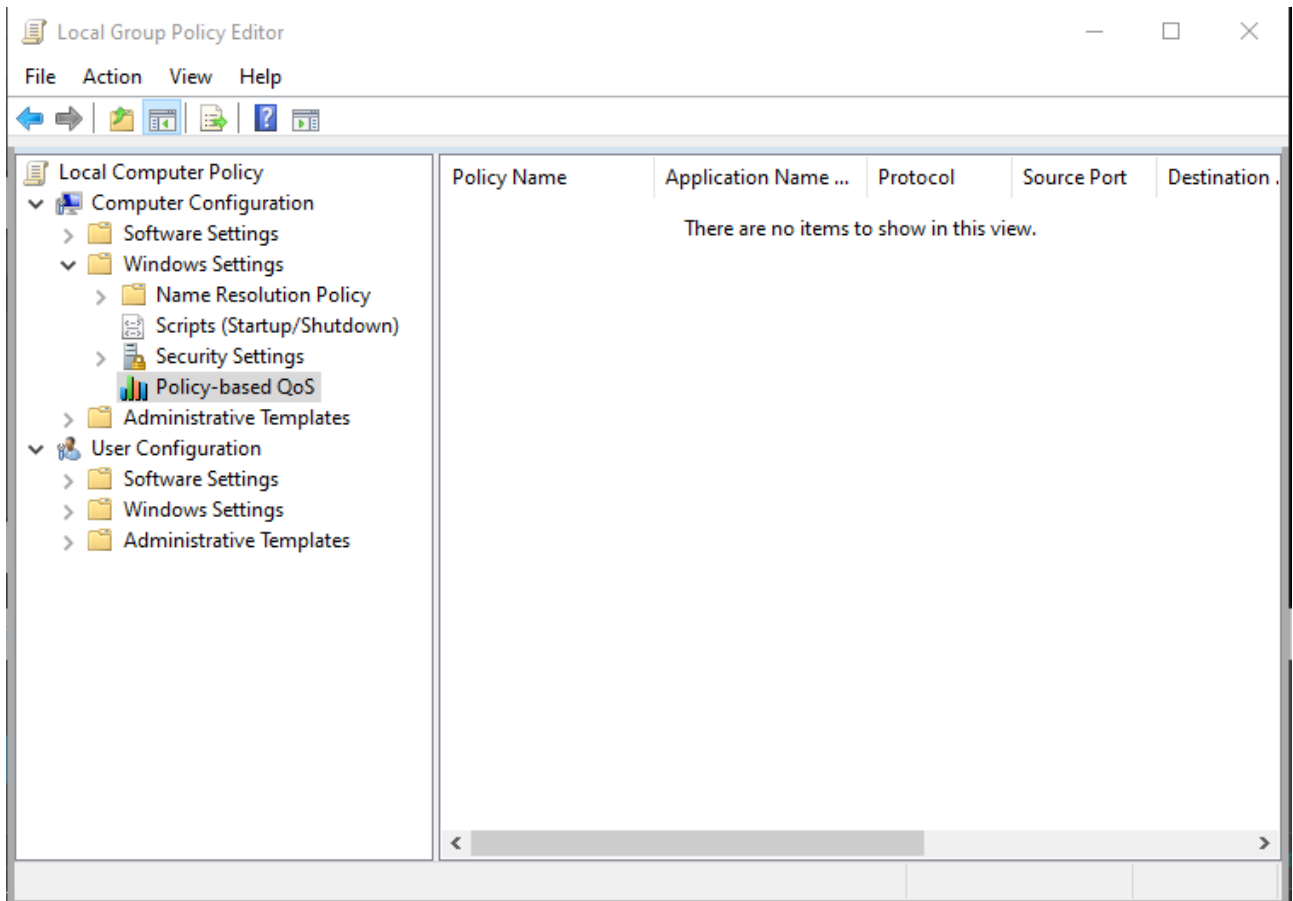 Local Group Policy Editor
File Action View Help
Local Computer Policy
Computer Configuration
Software Settings
Windows Settings
Name Resolution Policy
Scripts (Startup/Shutdown)
Security Settings
Policy-based QoS
Administrative Templates
User Configuration
Software Settings
Windows Settings
Administrative Templates
Policy Name Application Name ... Protocol Source Port Destination .
There are no items to show in this view.